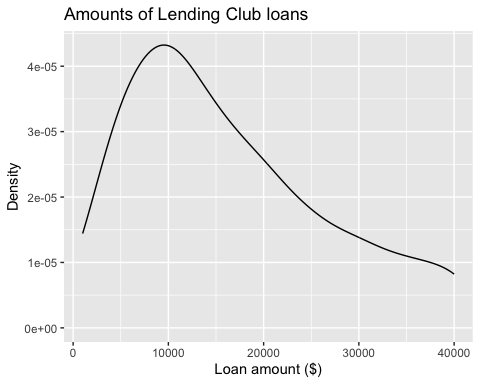 Amounts of Lending Club loans
4e-05
3e-05
2e-05
1e-05
0e+00
Density
0
10000
20000
30000
40000
Loan amount ($)